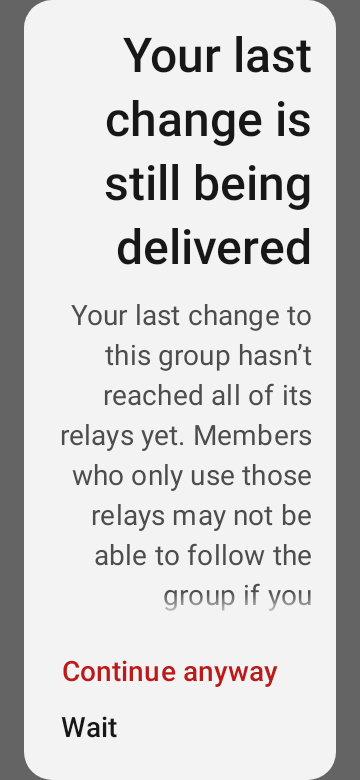 Your last
change is
still being
delivered
Your last change to
this group hasn’t
reached all of its
relays yet. Members
who only use those
relays may not be
able to follow the
group if you
Continue anyway
Wait